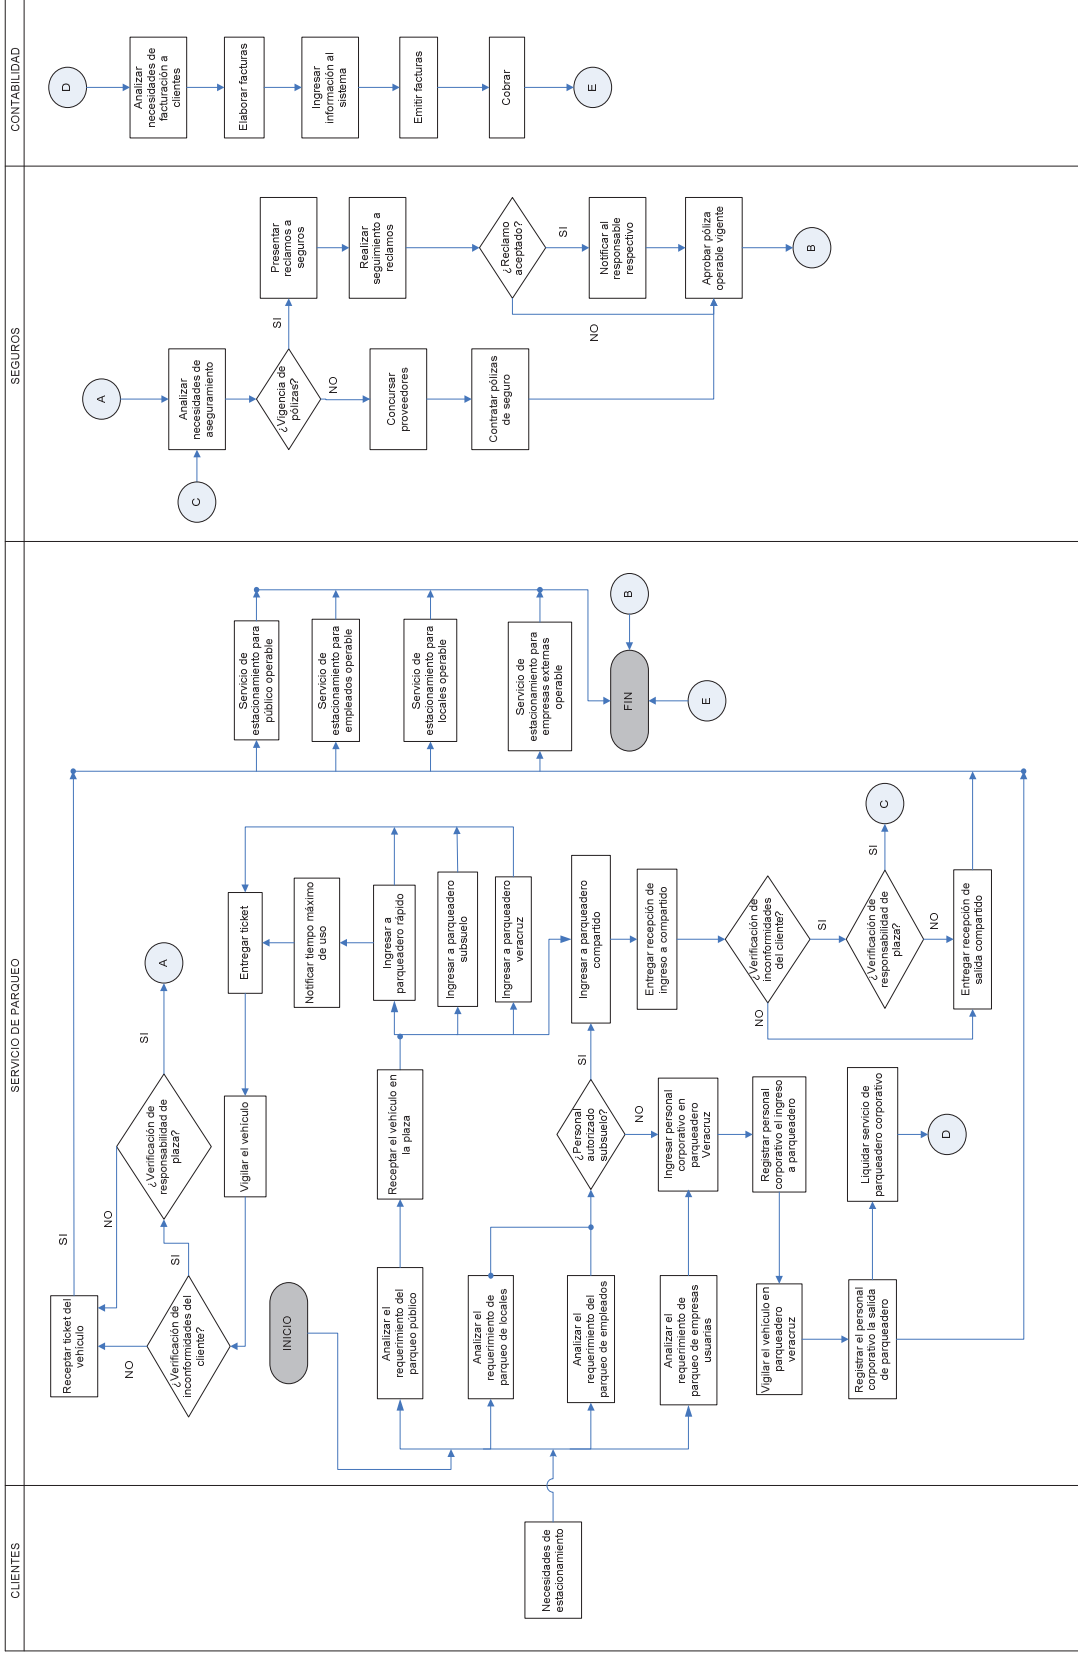 CLIENTES
SERVICIO DE PARQUEO
SEGUROS
CONTABILIDAD
Necesidades de
estacionamiento
INICIO
Analizar el
requerimiento del
parqueo público
Analizar el
requerimiento de
parqueo de locales
Analizar el
requerimiento del
parqueo de empleados
Analizar el
requerimiento de
parqueo de empresas
usuarias
Receptar el vehículo en
la plaza
Ingresar a
parqueadero rápido
Ingresar a parqueadero
subsuelo
Ingresar a parqueadero
veracruz
Notificar tiempo máximo
de uso
Entregar ticket
Vigilar el vehículo
¿Verificación de
inconformidades del
cliente?
NO
SI
¿Verificación de
responsabilidad de
plaza?
NO
SI
A
Receptar ticket del
vehículo
SI
¿Personal
autorizado
subsuelo?
SI
NO
Ingresar a parqueadero
compartido
Entregar recepción de
ingreso a compartido
¿Verificación de
inconformidades
del cliente?
NO
SI
¿Verificación de
responsabilidad de
plaza?
SI
NO
C
Entregar recepción de
salida compartido
Ingresar personal
corporativo en
parqueadero
Veracruz
Registrar personal
corporativo el ingreso
a parqueadero
Vigilar el vehículo en
parqueadero
veracruz
Registrar el personal
corporativo la salida
de parqueadero
Liquidar servicio de
parqueadero corporativo
D
Servicio de
estacionamiento para
público operable
Servicio de
estacionamiento para
empleados operable
Servicio de
estacionamiento para
locales operable
Servicio de
estacionamiento para
empresas externas
operable
FIN
B
E
A
C
Analizar
necesidades de
aseguramiento
¿Vigencia de
pólizas?
SI
NO
Presentar
reclamos a
seguros
Realizar
seguimiento a
reclamos
¿Reclamo
aceptado?
SI
NO
Notificar al
responsable
respectivo
Concursar
proveedores
Contratar pólizas
de seguro
Aprobar póliza
operable vigente
B
D
Analizar
necesidades de
facturación a
clientes
Elaborar facturas
Ingresar
información al
sistema
Emitir facturas
Cobrar
E